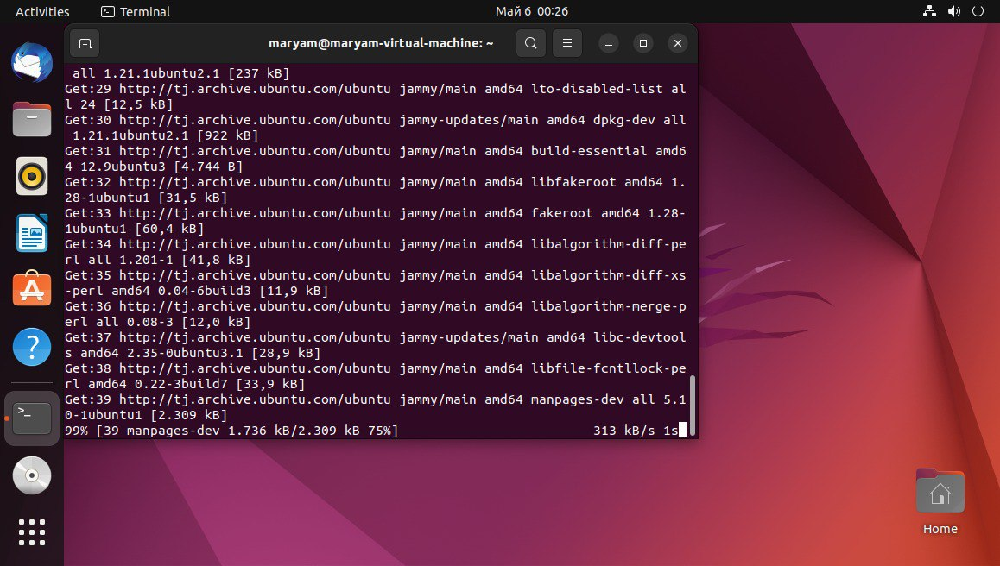 Activities
Terminal
Май 6 00:26
maryam@maryam-virtual-machine: ~
all 1.21.1ubuntu2.1 [237 kB]
Get:29 http://tj.archive.ubuntu.com/ubuntu jammy/main amd64 lto-disabled-list al
l 24 [12,5 kB]
Get:30 http://tj.archive.ubuntu.com/ubuntu jammy-updates/main amd64 dpkg-dev all
1.21.1ubuntu2.1 [922 kB]
Get:31 http://tj.archive.ubuntu.com/ubuntu jammy/main amd64 build-essential amd6
4 12.9ubuntu3 [4.744 B]
Get:32 http://tj.archive.ubuntu.com/ubuntu jammy/main amd64 libfakeroot amd64 1.
28-1ubuntu1 [31,5 kB]
Get:33 http://tj.archive.ubuntu.com/ubuntu jammy/main amd64 fakeroot amd64 1.28-
1ubuntu1 [60,4 kB]
Get:34 http://tj.archive.ubuntu.com/ubuntu jammy/main amd64 libalgorithm-diff-pe
rl all 1.201-1 [41,8 kB]
Get:35 http://tj.archive.ubuntu.com/ubuntu jammy/main amd64 libalgorithm-diff-xs
-perl amd64 0.04-6build3 [11,9 kB]
Get:36 http://tj.archive.ubuntu.com/ubuntu jammy/main amd64 libalgorithm-merge-p
erl all 0.08-3 [12,0 kB]
Get:37 http://tj.archive.ubuntu.com/ubuntu jammy-updates/main amd64 libc-devtool
s amd64 2.35-0ubuntu3.1 [28,9 kB]
Get:38 http://tj.archive.ubuntu.com/ubuntu jammy/main amd64 libfile-fcntllock-pe
rl amd64 0.22-3build7 [33,9 kB]
Get:39 http://tj.archive.ubuntu.com/ubuntu jammy/main amd64 manpages-dev all 5.1
0-1ubuntu1 [2.309 kB]
99% [39 manpages-dev 1.736 kB/2.309 kB 75%] 313 kB/s 1s
Home